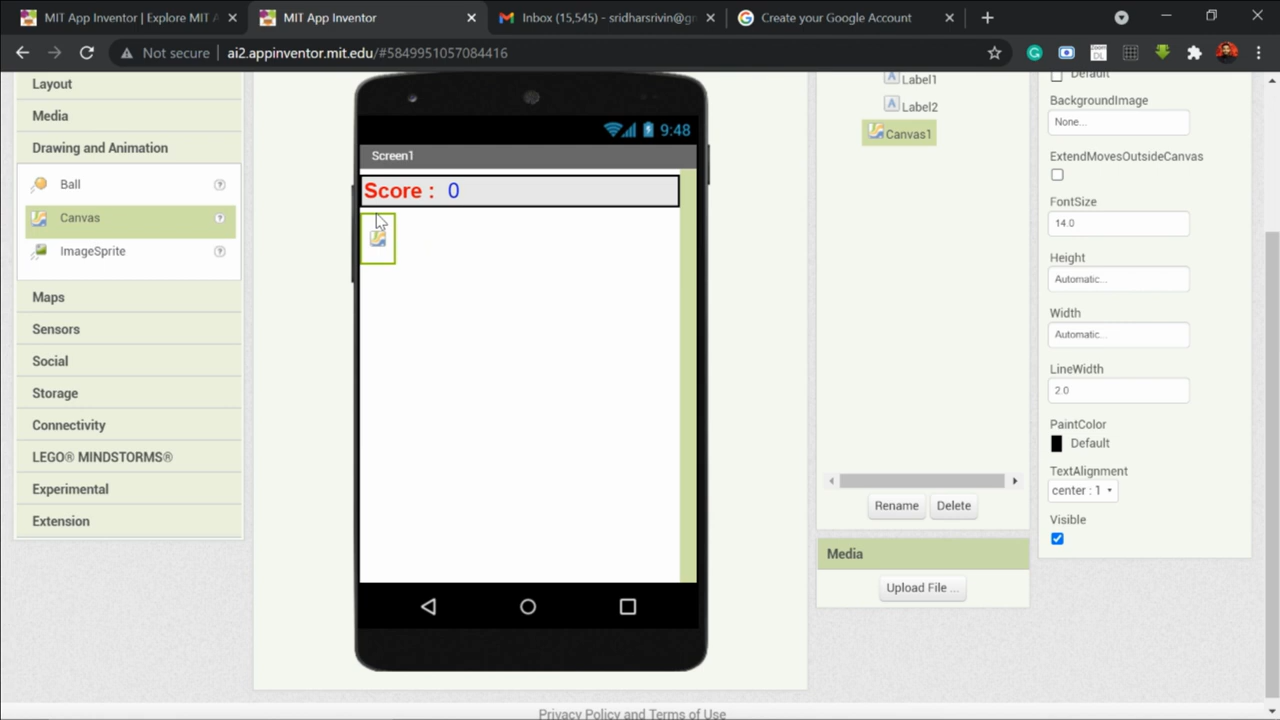 MIT App Inventor | Explore MIT A
MIT App Inventor
Inbox (15,545) - sridharsrivin@gm
Create your Google Account
Not secure
ai2.appinventor.mit.edu/#5849951057084416
Layout
Media
Drawing and Animation
Ball
Canvas
ImageSprite
Maps
Sensors
Social
Storage
Connectivity
LEGO® MINDSTORMS®
Experimental
Extension
9:48
Screen1
Score : 0
Label1
Label2
Canvas1
Rename
Delete
Media
Upload File ...
Default
BackgroundImage
None...
ExtendMovesOutsideCanvas
FontSize
14.0
Height
Automatic...
Width
Automatic...
LineWidth
2.0
PaintColor
Default
TextAlignment
center : 1
Visible
Privacy Policy and Terms of Use